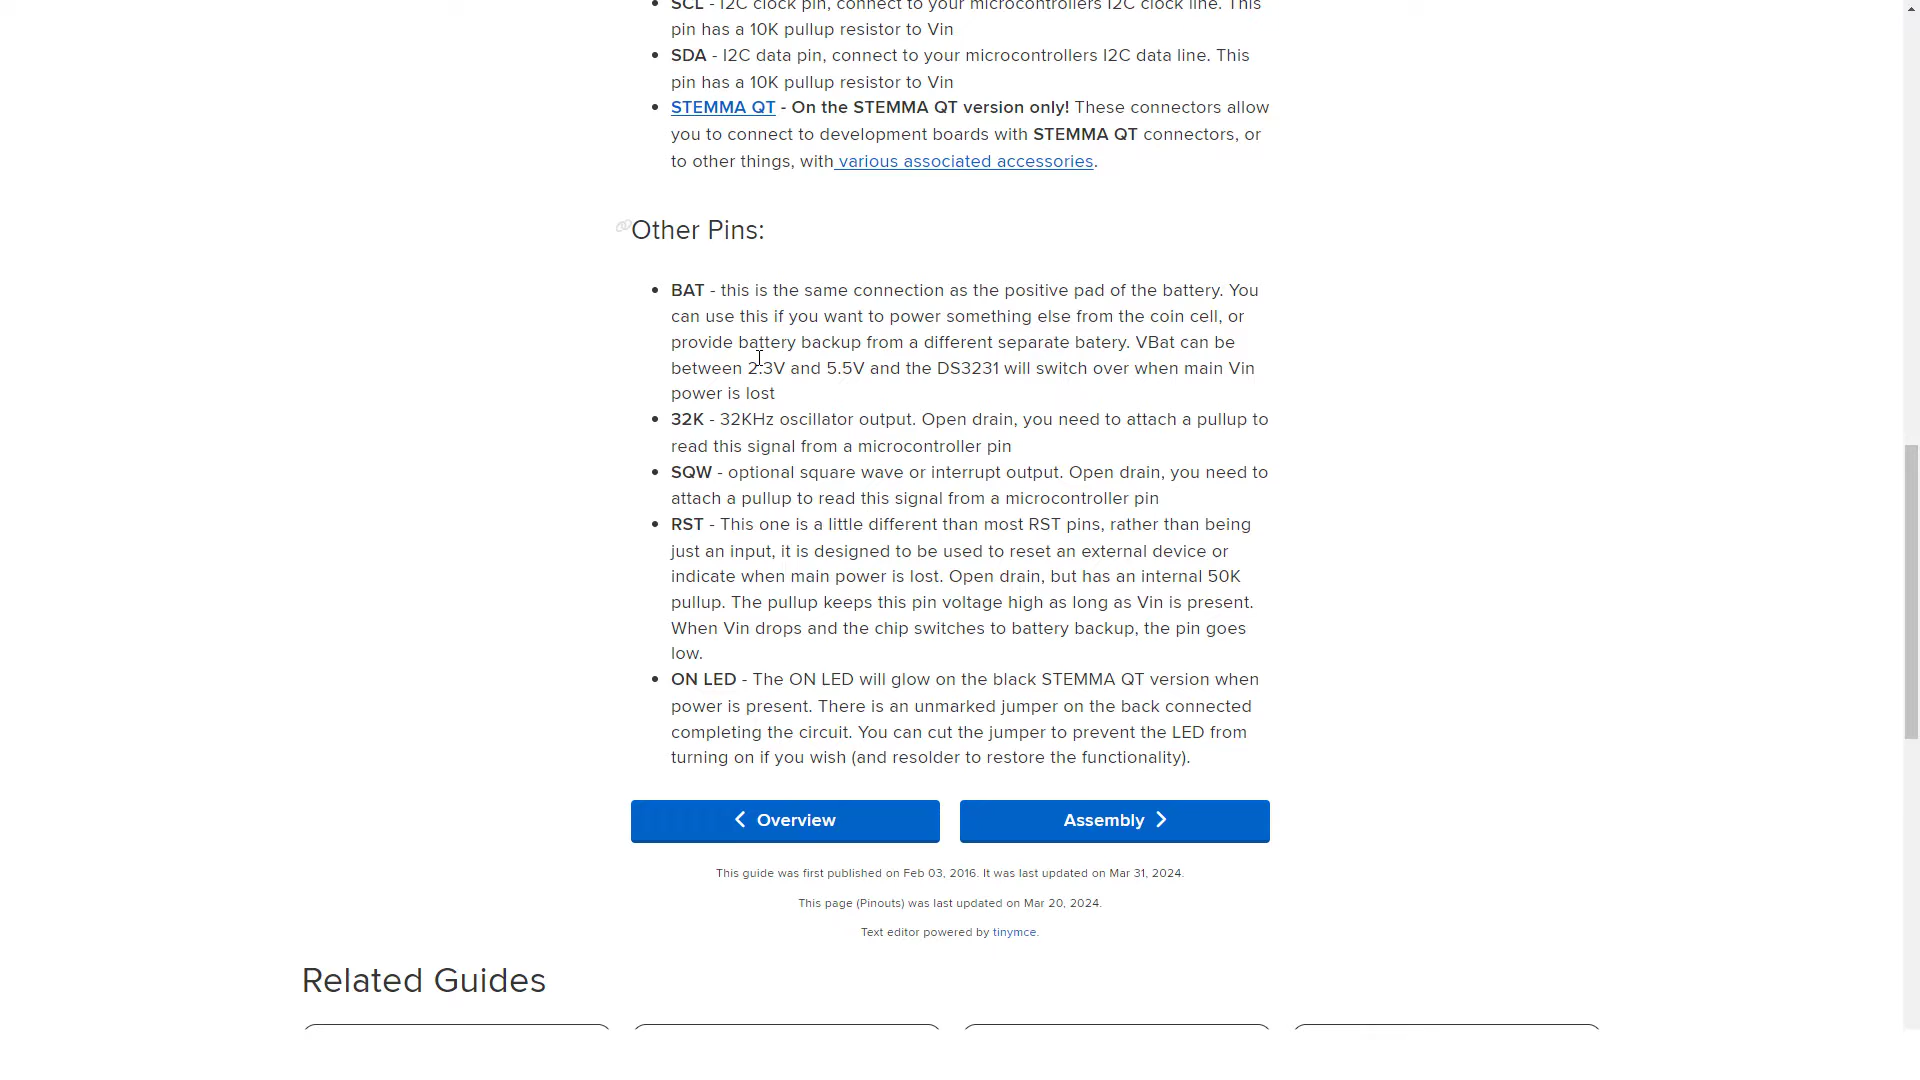 SCL - I2C clock pin, connect to your microcontrollers I2C clock line. This
pin has a 10K pullup resistor to Vin
SDA - I2C data pin, connect to your microcontrollers I2C data line. This
pin has a 10K pullup resistor to Vin
STEMMA QT - On the STEMMA QT version only! These connectors allow
you to connect to development boards with STEMMA QT connectors, or
to other things, with various associated accessories.
Other Pins:
BAT - this is the same connection as the positive pad of the battery. You
can use this if you want to power something else from the coin cell, or
provide battery backup from a different separate batery. VBat can be
between 2.3V and 5.5V and the DS3231 will switch over when main Vin
power is lost
32K - 32KHz oscillator output. Open drain, you need to attach a pullup to
read this signal from a microcontroller pin
SQW - optional square wave or interrupt output. Open drain, you need to
attach a pullup to read this signal from a microcontroller pin
RST - This one is a little different than most RST pins, rather than being
just an input, it is designed to be used to reset an external device or
indicate when main power is lost. Open drain, but has an internal 50K
pullup. The pullup keeps this pin voltage high as long as Vin is present.
When Vin drops and the chip switches to battery backup, the pin goes
low.
ON LED - The ON LED will glow on the black STEMMA QT version when
power is present. There is an unmarked jumper on the back connected
completing the circuit. You can cut the jumper to prevent the LED from
turning on if you wish (and resolder to restore the functionality).
Overview
Assembly
This guide was first published on Feb 03, 2016. It was last updated on Mar 31, 2024.
This page (Pinouts) was last updated on Mar 20, 2024.
Text editor powered by tinymce.
Related Guides